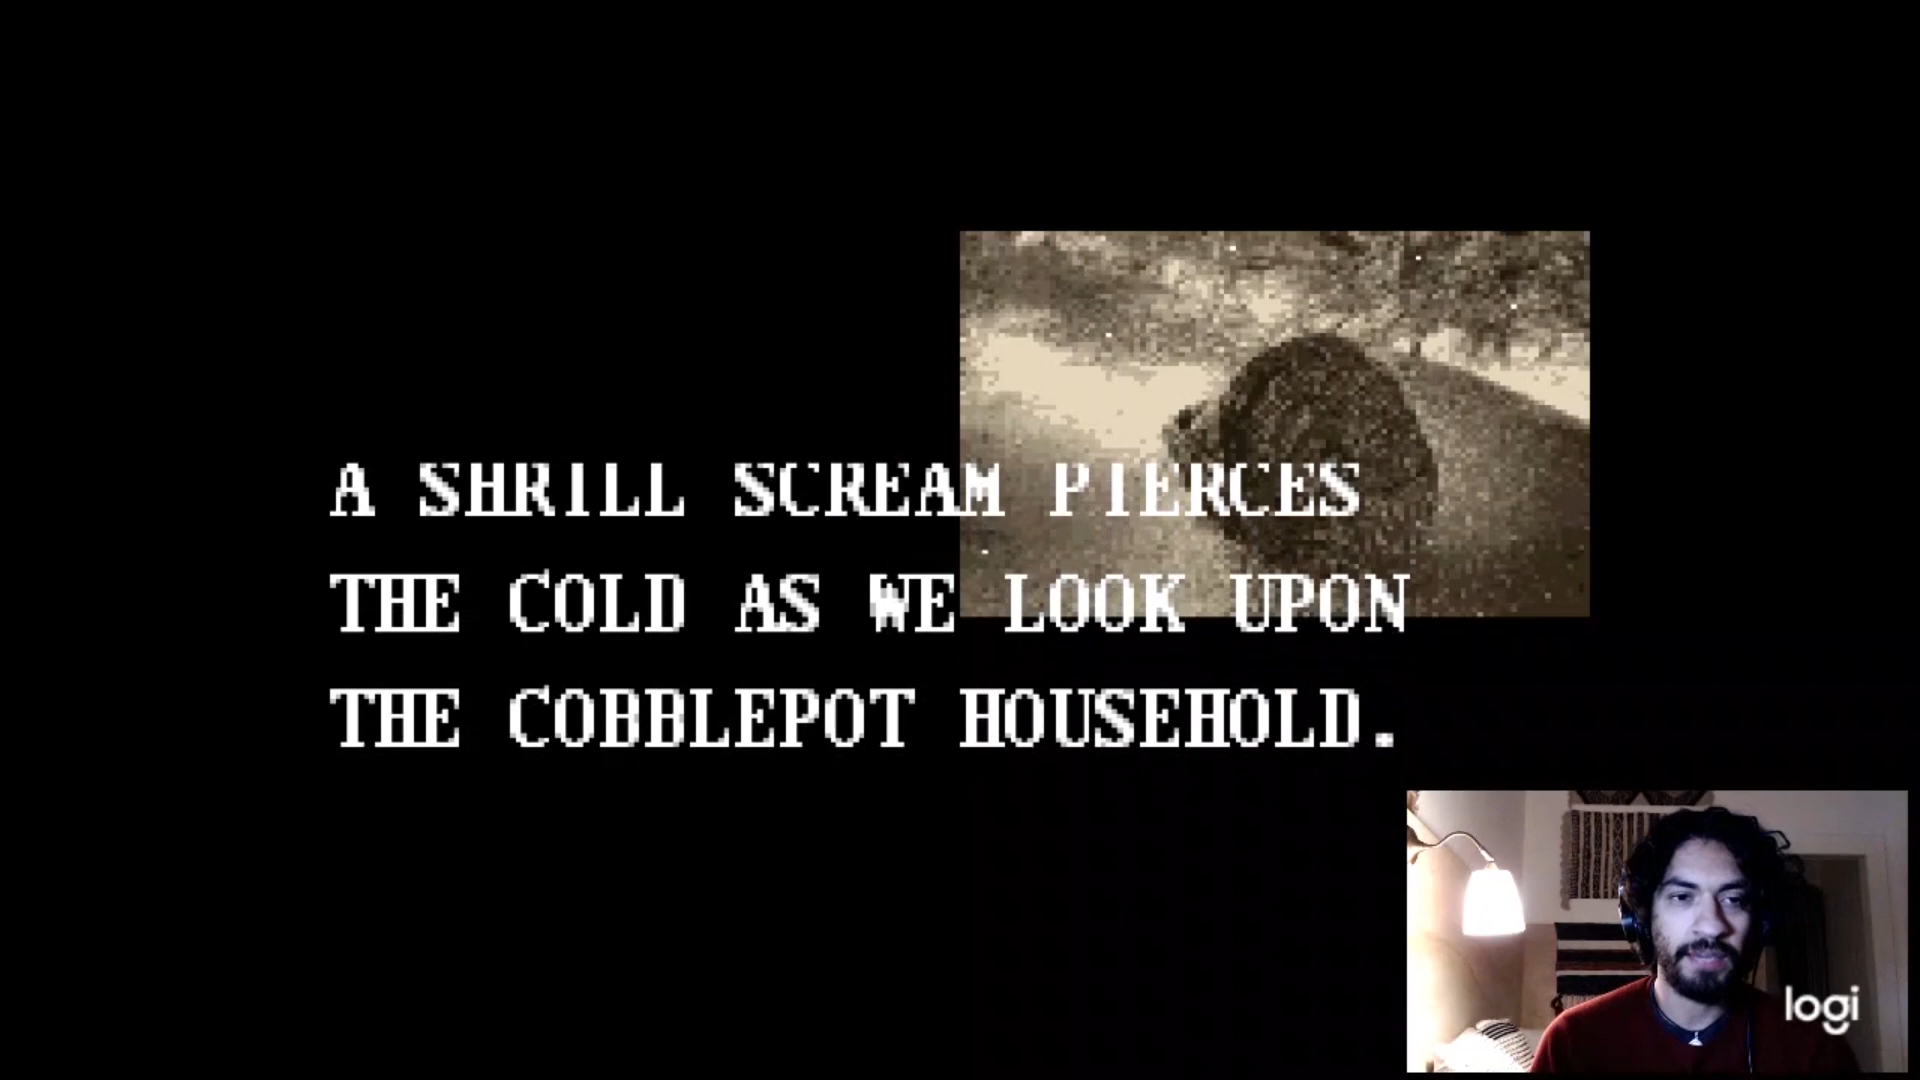 A SHRILL SCREAM PIERCES
THE COLD AS WE LOOK UPON
THE COBBLEPOT HOUSEHOLD.
logi